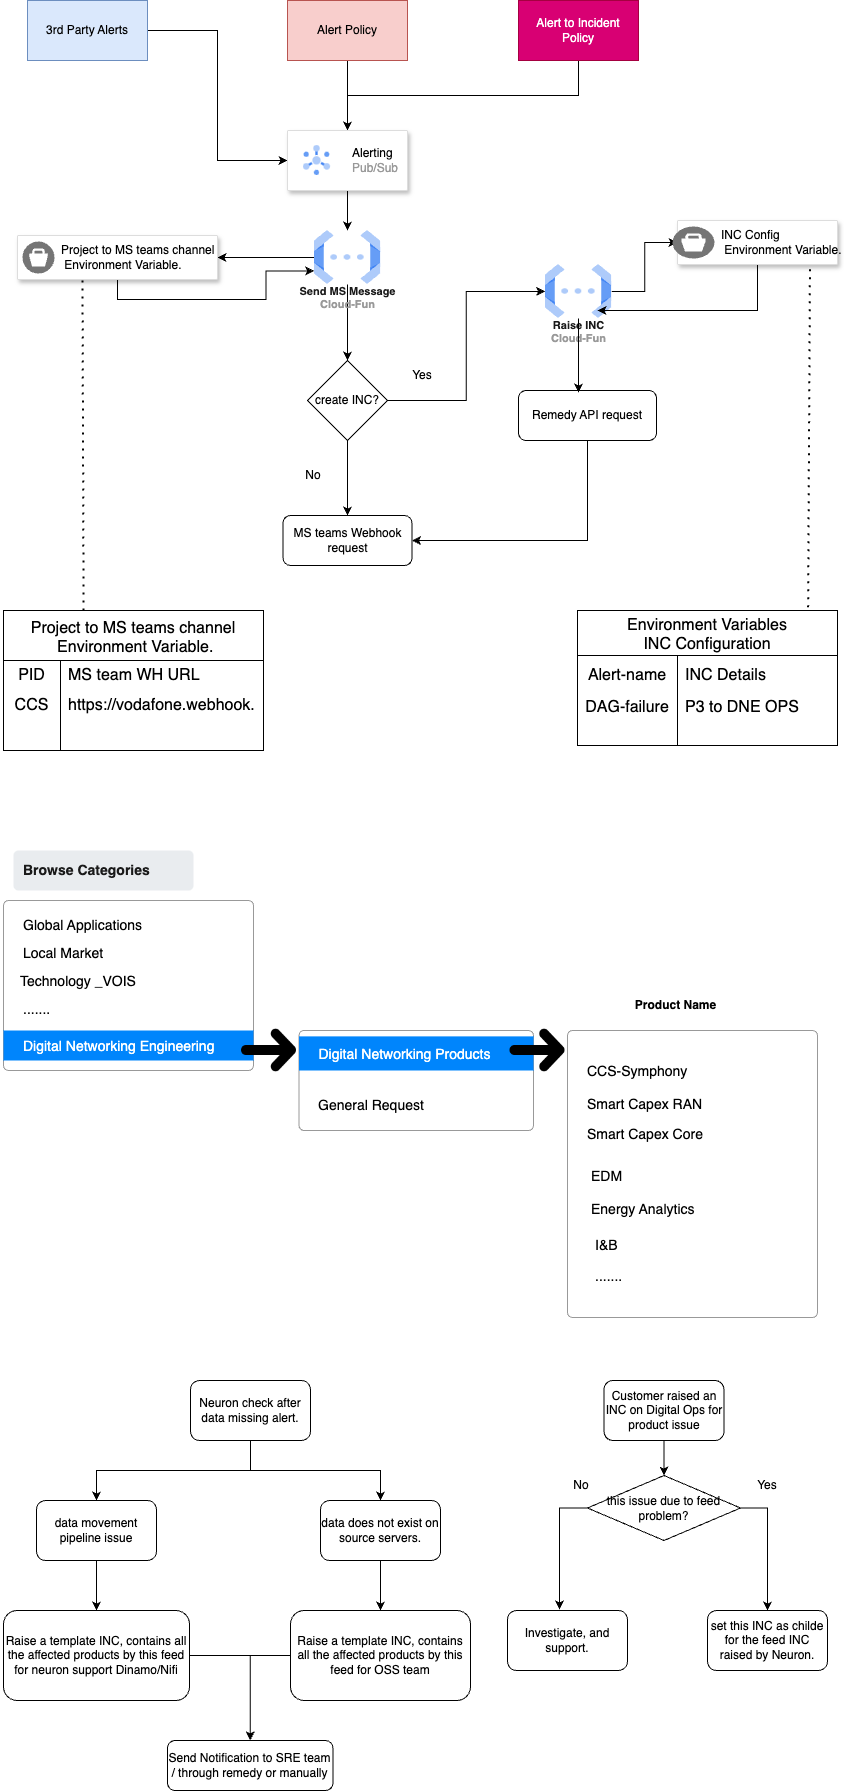 3rd Party Alerts
Alert Policy
Alert to Incident
Policy
Alerting
Pub/Sub
Project to MS teams channel
Environment Variable.
Send MS Message
Cloud-Fun
INC Config
Environment Variable.
Raise INC
Cloud-Fun
create INC?
Yes
No
Remedy API request
MS teams Webhook
request
Project to MS teams channel
Environment Variable.
PID
MS team WH URL
CCS
https://vodafone.webhook.
Environment Variables
INC Configuration
Alert-name
INC Details
DAG-failure
P3 to DNE OPS
Browse Categories
Global Applications
Local Market
Technology _VOIS
.......
Digital Networking Engineering
Digital Networking Products
General Request
Product Name
CCS-Symphony
Smart Capex RAN
Smart Capex Core
EDM
Energy Analytics
I&B
.......
Neuron check after
data missing alert.
data movement
pipeline issue
data does not exist on
source servers.
Raise a template INC, contains all
the affected products by this feed
for neuron support Dinamo/Nifi
Raise a template INC, contains
all the affected products by this
feed for OSS team
Send Notification to SRE team
/ through remedy or manually
Customer raised an
INC on Digital Ops for
product issue
No
Yes
this issue due to feed
problem?
Investigate, and
support.
set this INC as childe
for the feed INC
raised by Neuron.